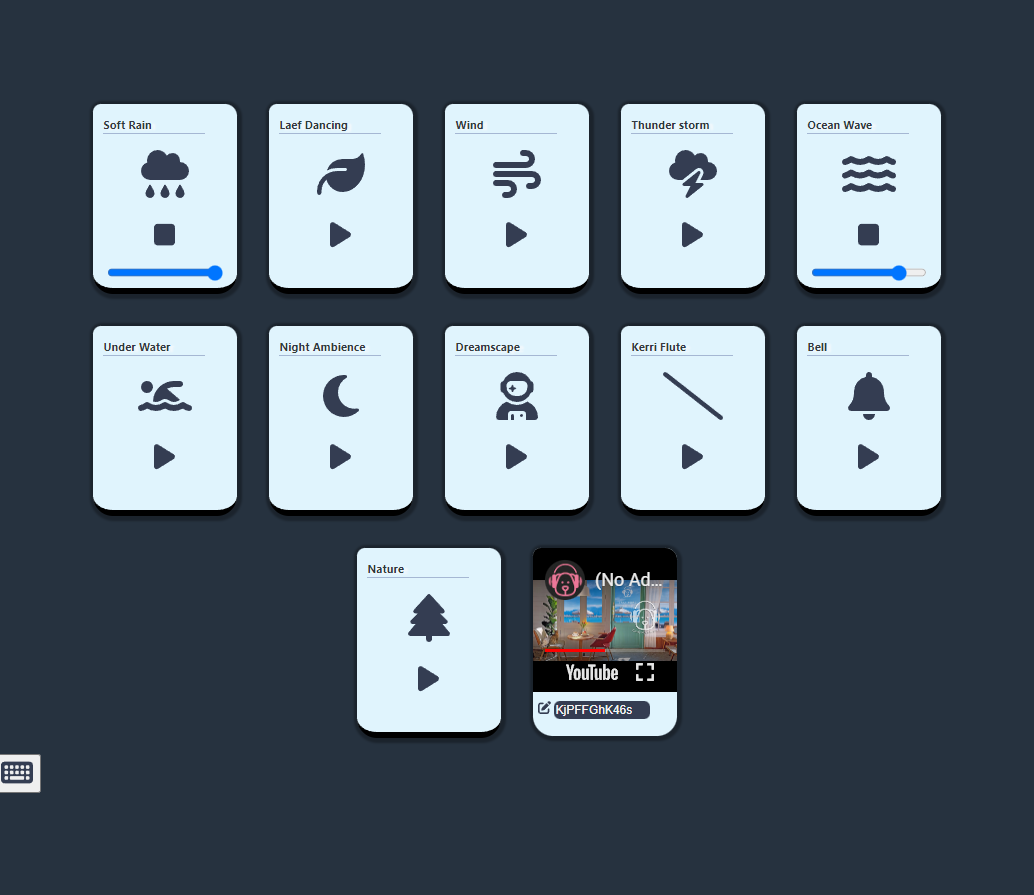 Soft Rain
Laef Dancing
Wind
Thunder storm
Ocean Wave
Under Water
Night Ambience
Dreamscape
Kerri Flute
Bell
Nature
(No Ad...
YouTube
KjPFFGhK46s